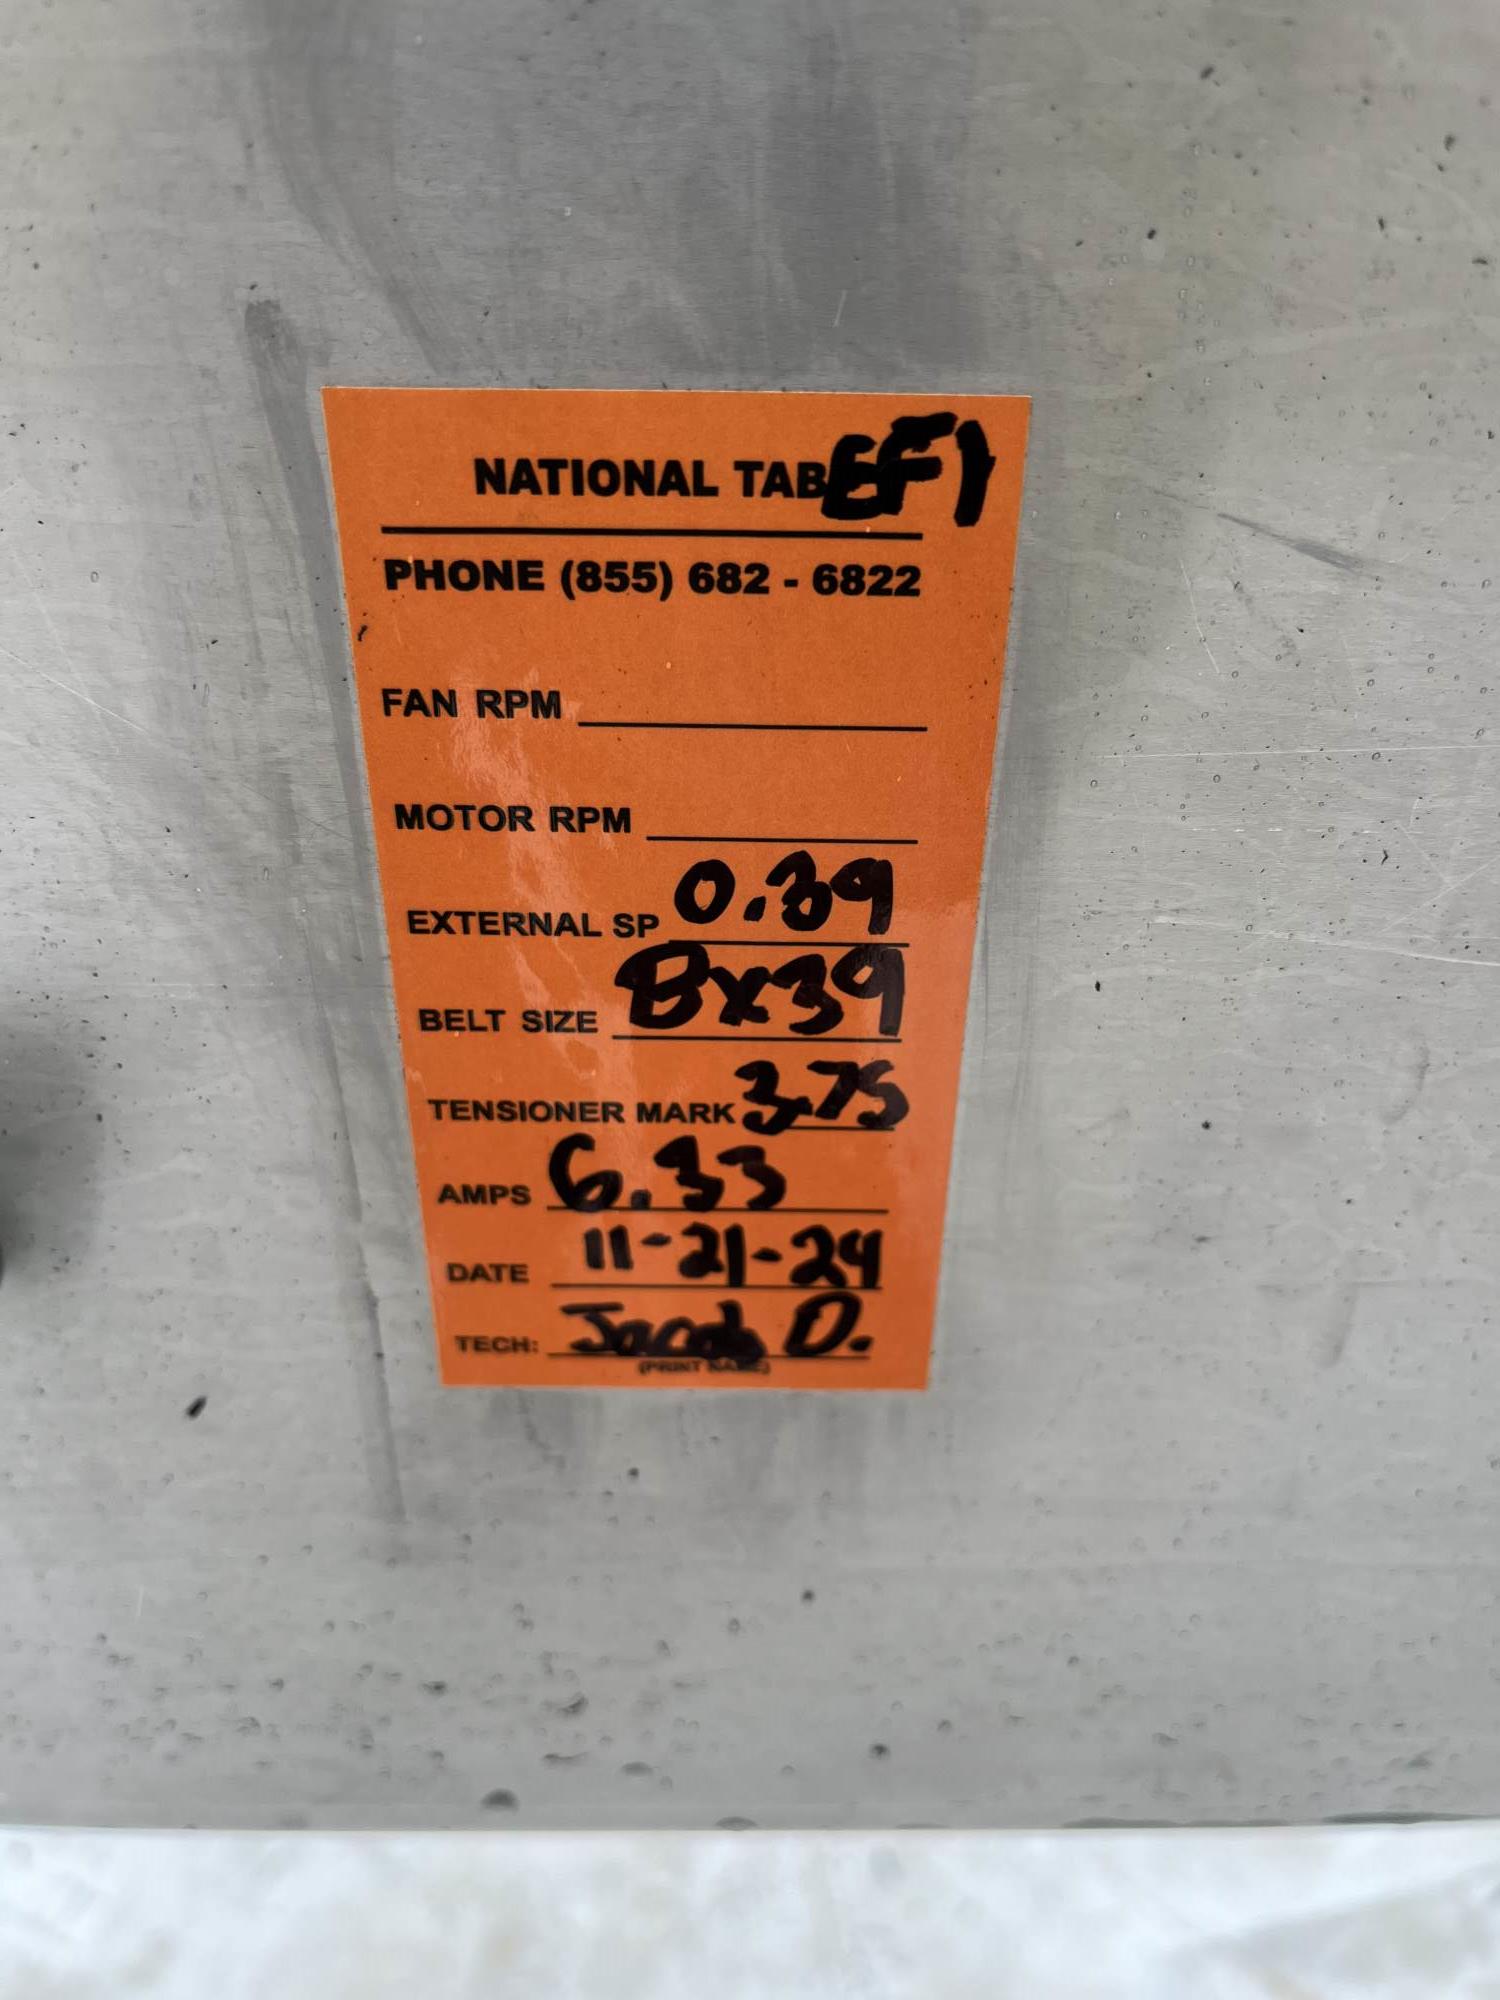 NATIONAL TAB EF1
PHONE (855) 682 - 6822
FAN RPM
MOTOR RPM
EXTERNAL SP 0.39
BELT SIZE BX39
TENSIONER MARK 3.75
AMPS 6.33
DATE 11-21-24
TECH: Jacob D.
(PRINT NAME)